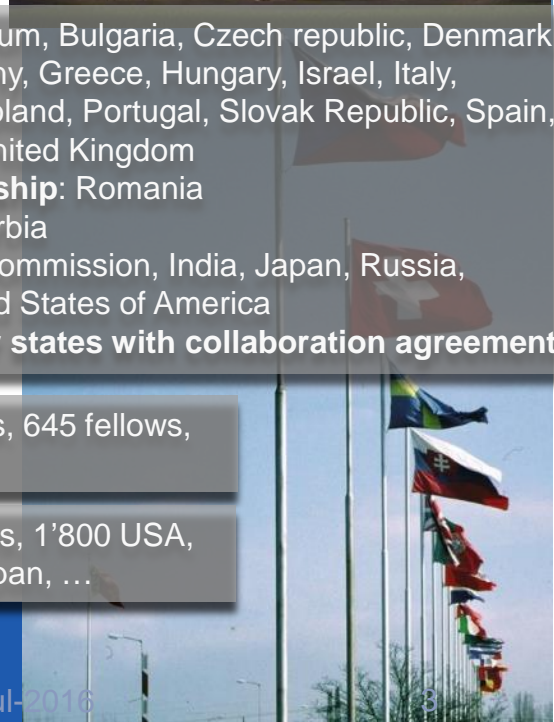 um, Bulgaria, Czech republic, Denmark
ny, Greece, Hungary, Israel, Italy,
oland, Portugal, Slovak Republic, Spain,
nited Kingdom
ship: Romania
rbia
ommission, India, Japan, Russia,
d States of America
states with collaboration agreement
s, 645 fellows,
s, 1’800 USA,
pan, …
ul-2016
3